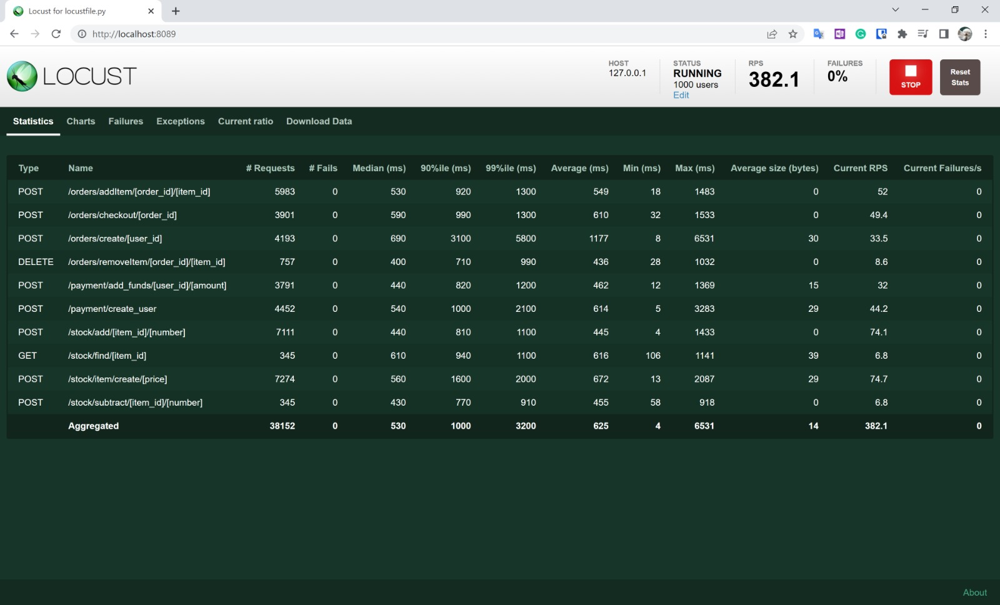 Locust for locustfile.py
http://localhost:8089
LOCUST
HOST
127.0.0.1
STATUS
RUNNING
1000 users
Edit
RPS
382.1
FAILURES
0%
STOP
Reset
Stats
Statistics Charts Failures Exceptions Current ratio Download Data
Type Name # Requests # Fails Median (ms) 90%ile (ms) 99%ile (ms) Average (ms) Min (ms) Max (ms) Average size (bytes) Current RPS Current Failures/s
POST /orders/addItem/[order_id]/[item_id] 5983 0 530 920 1300 549 18 1483 0 52 0
POST /orders/checkout/[order_id] 3901 0 590 990 1300 610 32 1533 0 49.4 0
POST /orders/create/[user_id] 4193 0 690 3100 5800 1177 8 6531 30 33.5 0
DELETE /orders/removeItem/[order_id]/[item_id] 757 0 400 710 990 436 28 1032 0 8.6 0
POST /payment/add_funds/[user_id]/[amount] 3791 0 440 820 1200 462 12 1369 15 32 0
POST /payment/create_user 4452 0 540 1000 2100 614 5 3283 29 44.2 0
POST /stock/add/[item_id]/[number] 7111 0 440 810 1100 445 4 1433 0 74.1 0
GET /stock/find/[item_id] 345 0 610 940 1100 616 106 1141 39 6.8 0
POST /stock/item/create/[price] 7274 0 560 1600 2000 672 13 2087 29 74.7 0
POST /stock/subtract/[item_id]/[number] 345 0 430 770 910 455 58 918 0 6.8 0
Aggregated 38152 0 530 1000 3200 625 4 6531 14 382.1 0
About